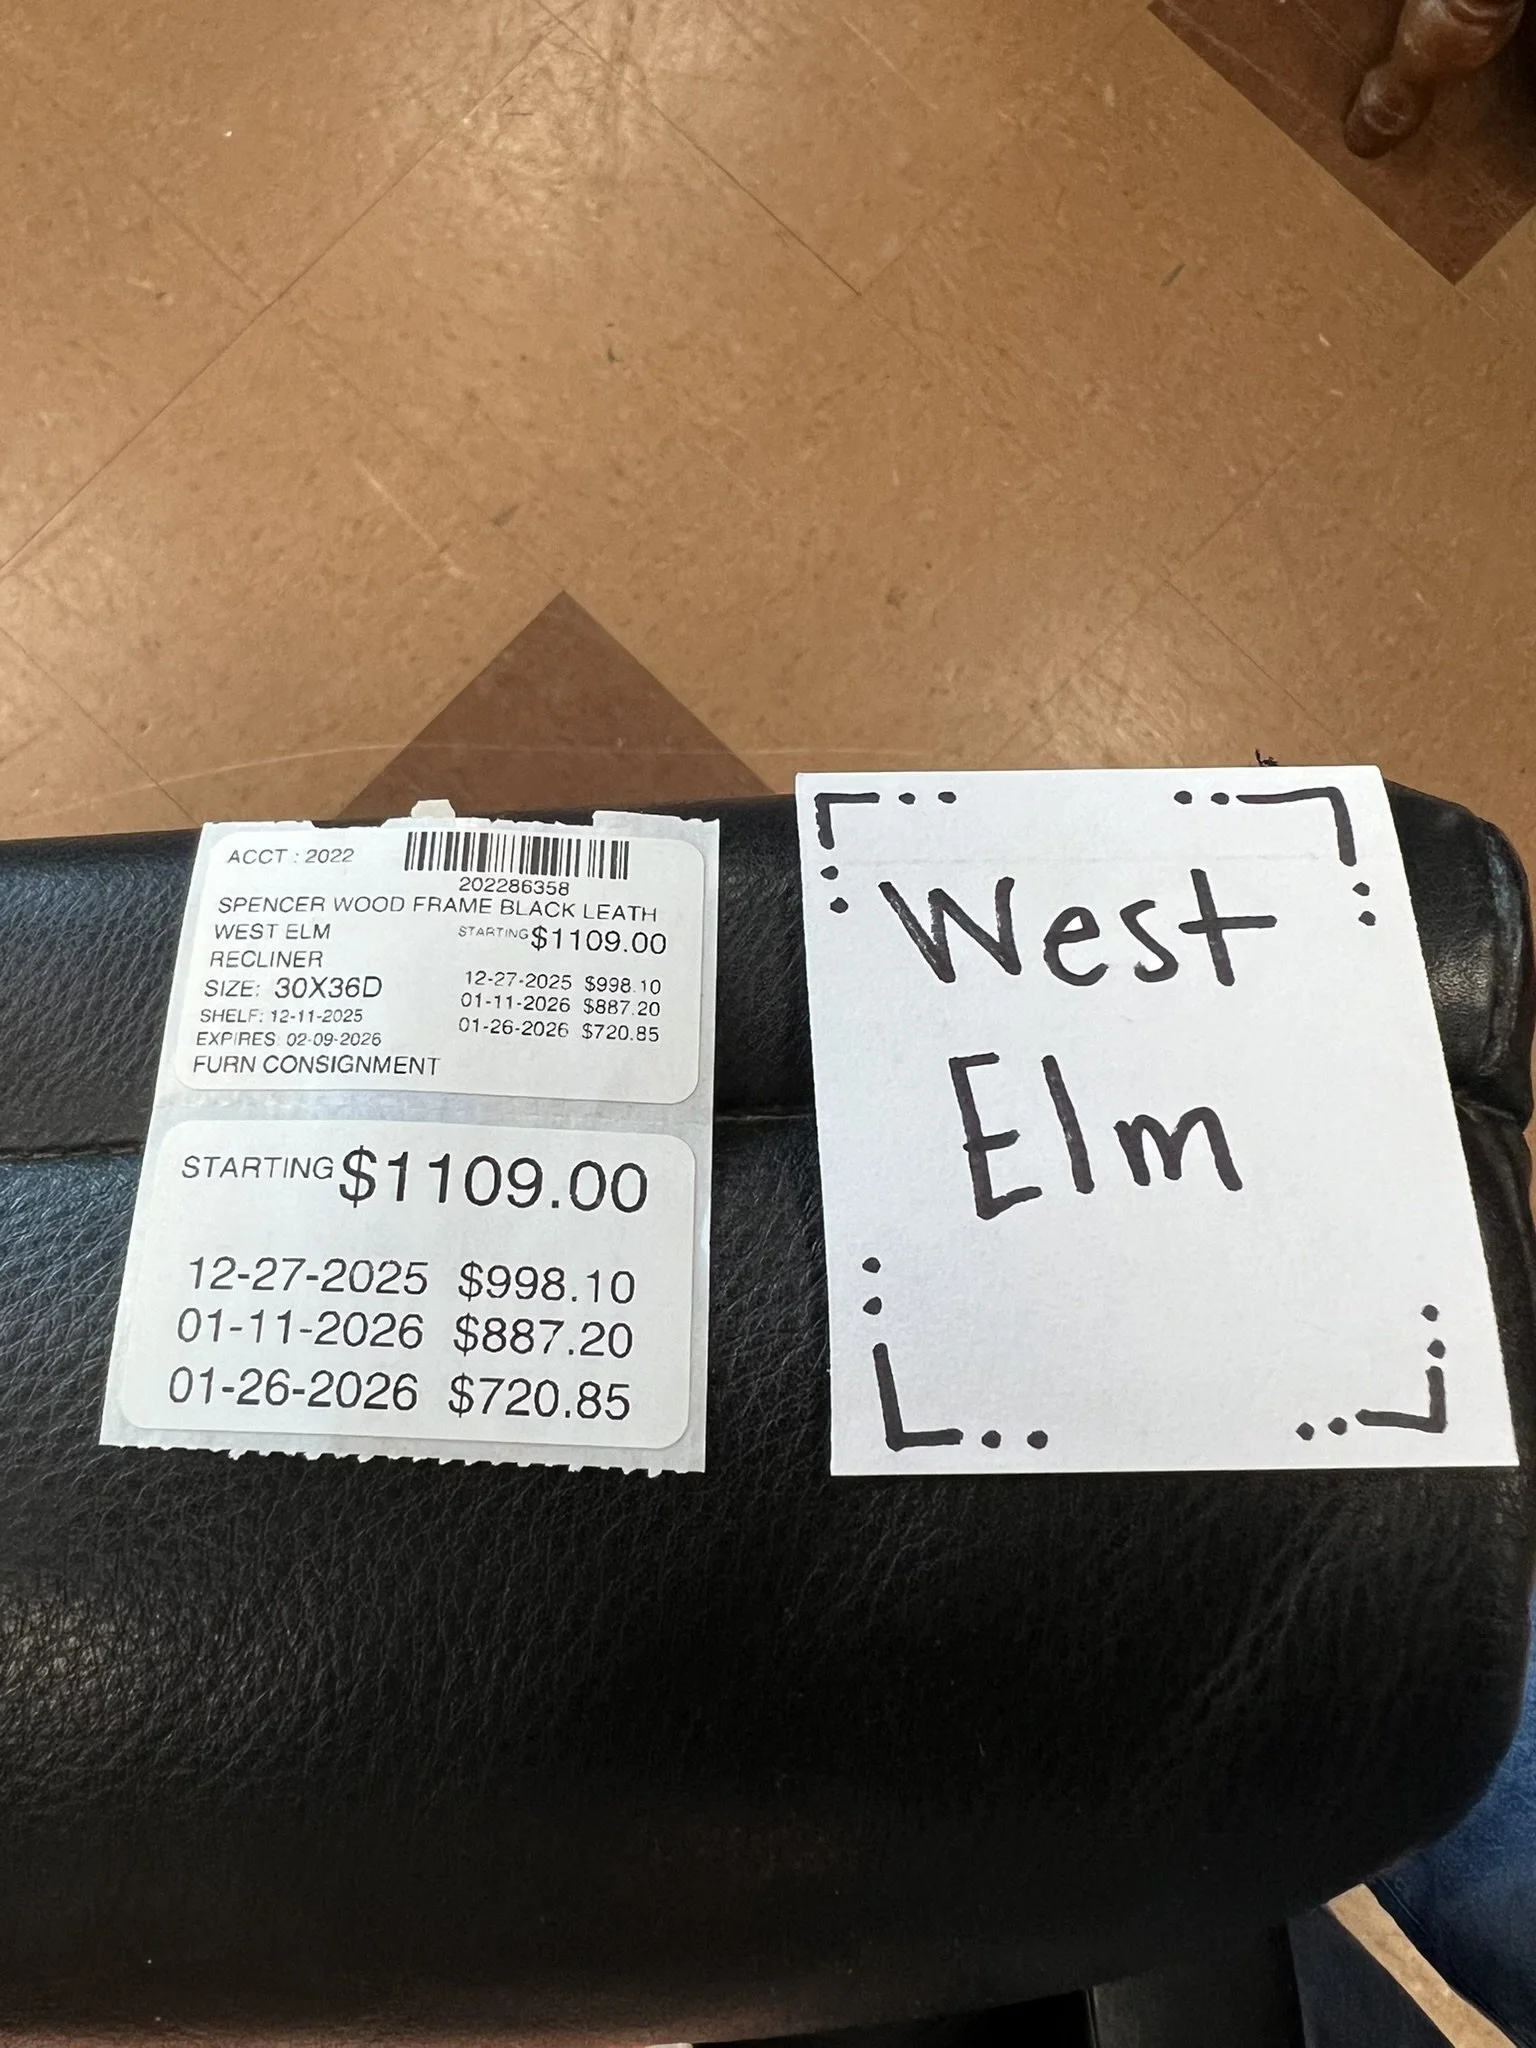 ACCT : 2022
202286358
SPENCER WOOD FRAME BLACK LEATH
WEST ELM
STARTING $1109.00
RECLINER
SIZE: 30X36D
12-27-2025 $998.10
SHELF: 12-11-2025
01-11-2026 $887.20
EXPIRES 02-09-2026
01-26-2026 $720.85
FURN CONSIGNMENT
STARTING $1109.00
12-27-2025 $998.10
01-11-2026 $887.20
01-26-2026 $720.85
West
Elm